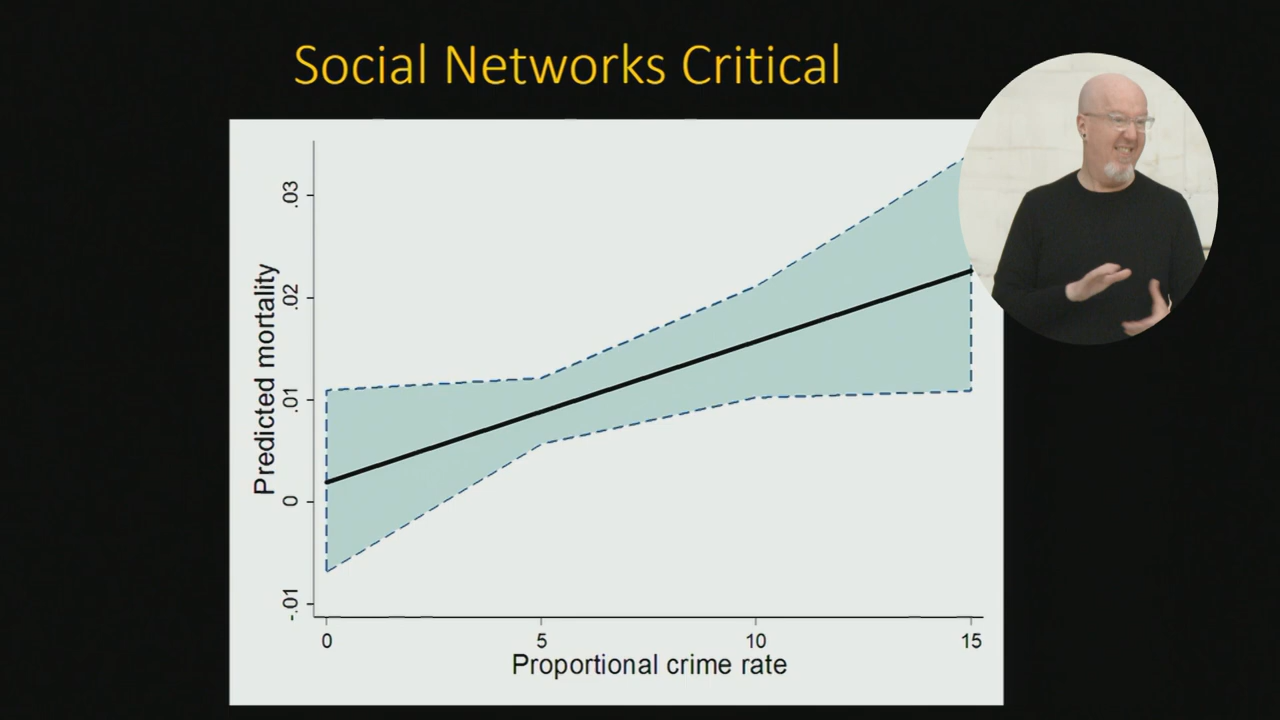 Social Networks Critical
Predicted mortality
.03
.02
.01
0
-.01
0 5 10 15
Proportional crime rate